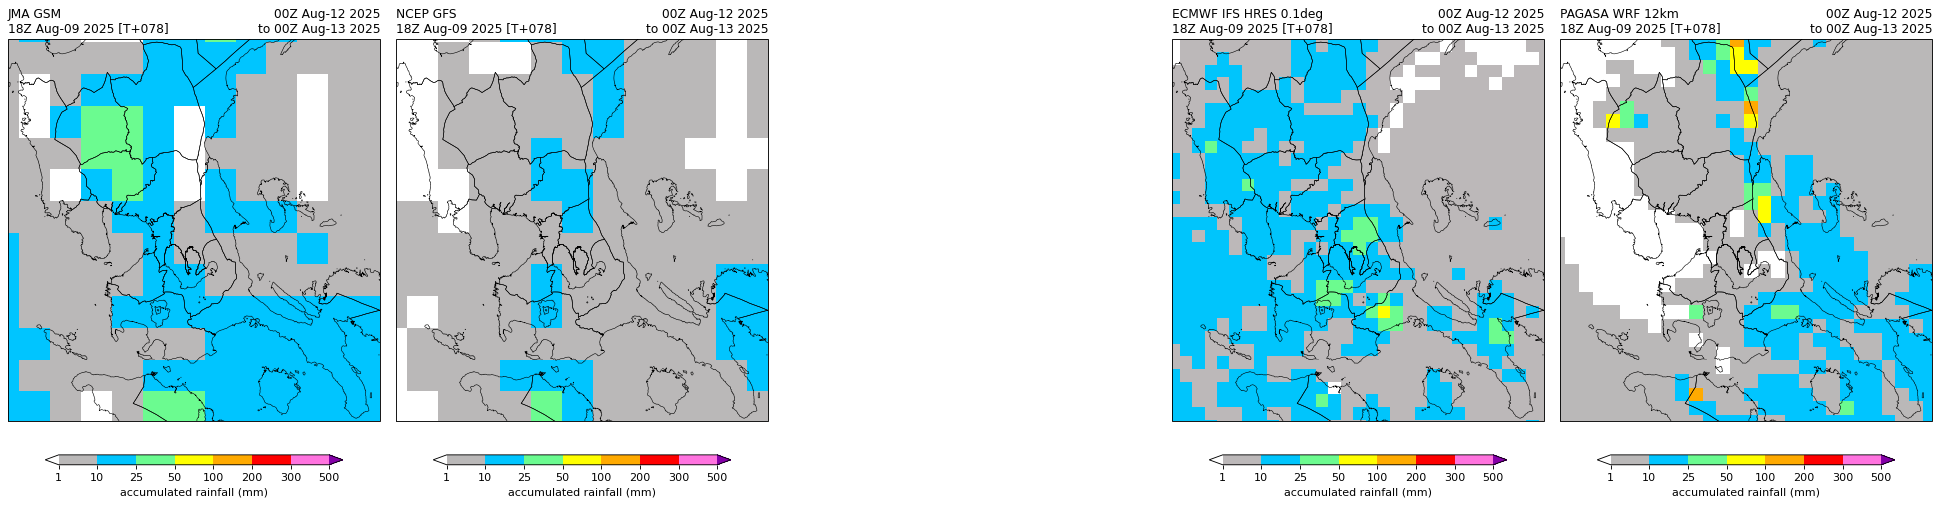 JMA GSM 00Z Aug-12 2025
18Z Aug-09 2025 [T+078] to 00Z Aug-13 2025
1 10 25 50 100 200 300 500
accumulated rainfall (mm)
NCEP GFS 00Z Aug-12 2025
18Z Aug-09 2025 [T+078] to 00Z Aug-13 2025
1 10 25 50 100 200 300 500
accumulated rainfall (mm)
ECMWF IFS HRES 0.1deg 00Z Aug-12 2025
18Z Aug-09 2025 [T+078] to 00Z Aug-13 2025
1 10 25 50 100 200 300 500
accumulated rainfall (mm)
PAGASA WRF 12km 00Z Aug-12 2025
18Z Aug-09 2025 [T+078] to 00Z Aug-13 2025
1 10 25 50 100 200 300 500
accumulated rainfall (mm)